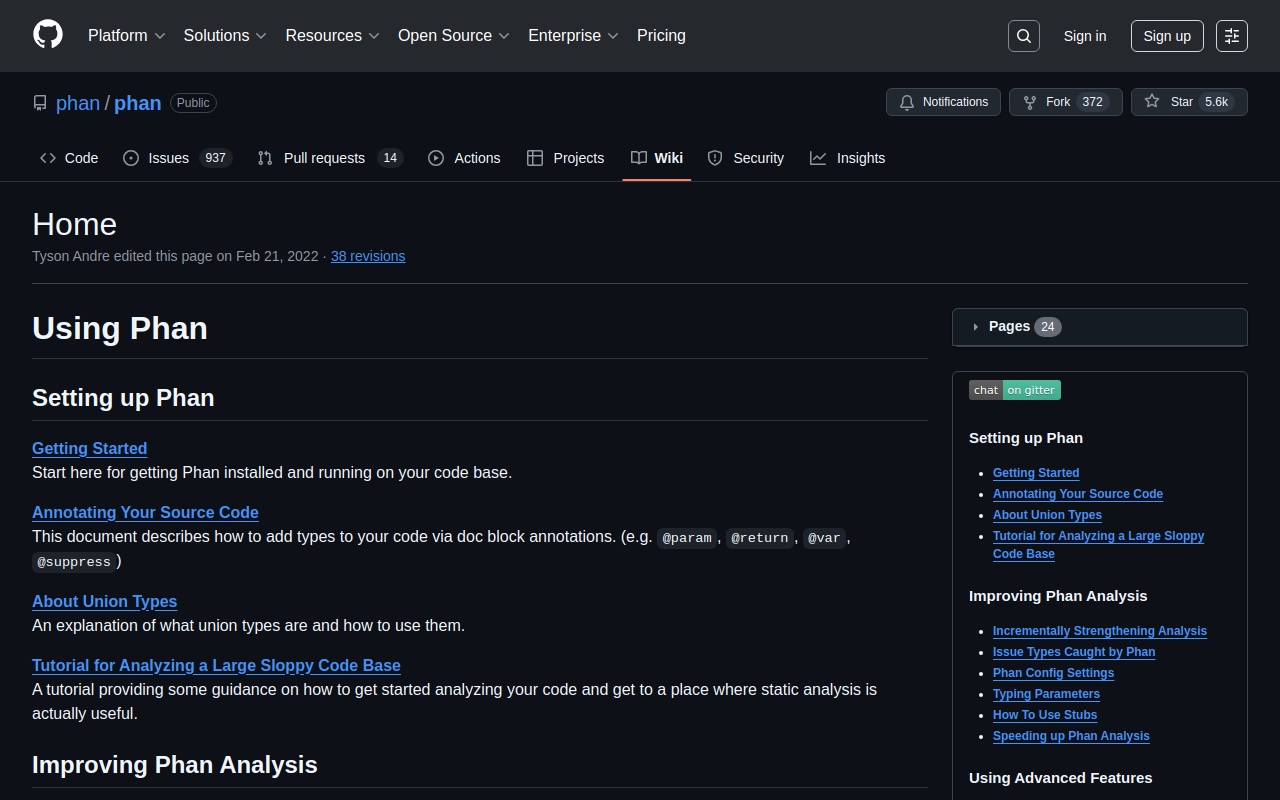 Platform
Solutions
Resources
Open Source
Enterprise
Pricing
Sign in
Sign up
phan / phan Public
Notifications
Fork 372
Star 5.6k
Code
Issues 937
Pull requests 14
Actions
Projects
Wiki
Security
Insights
Home
Tyson Andre edited this page on Feb 21, 2022 · 38 revisions
Using Phan
Setting up Phan
Getting Started
Start here for getting Phan installed and running on your code base.
Annotating Your Source Code
This document describes how to add types to your code via doc block annotations. (e.g. @param, @return, @var,
@suppress)
About Union Types
An explanation of what union types are and how to use them.
Tutorial for Analyzing a Large Sloppy Code Base
A tutorial providing some guidance on how to get started analyzing your code and get to a place where static analysis is
actually useful.
Improving Phan Analysis
Pages 24
chat on gitter
Setting up Phan
Getting Started
Annotating Your Source Code
About Union Types
Tutorial for Analyzing a Large Sloppy
Code Base
Improving Phan Analysis
Incrementally Strengthening Analysis
Issue Types Caught by Phan
Phan Config Settings
Typing Parameters
How To Use Stubs
Speeding up Phan Analysis
Using Advanced Features